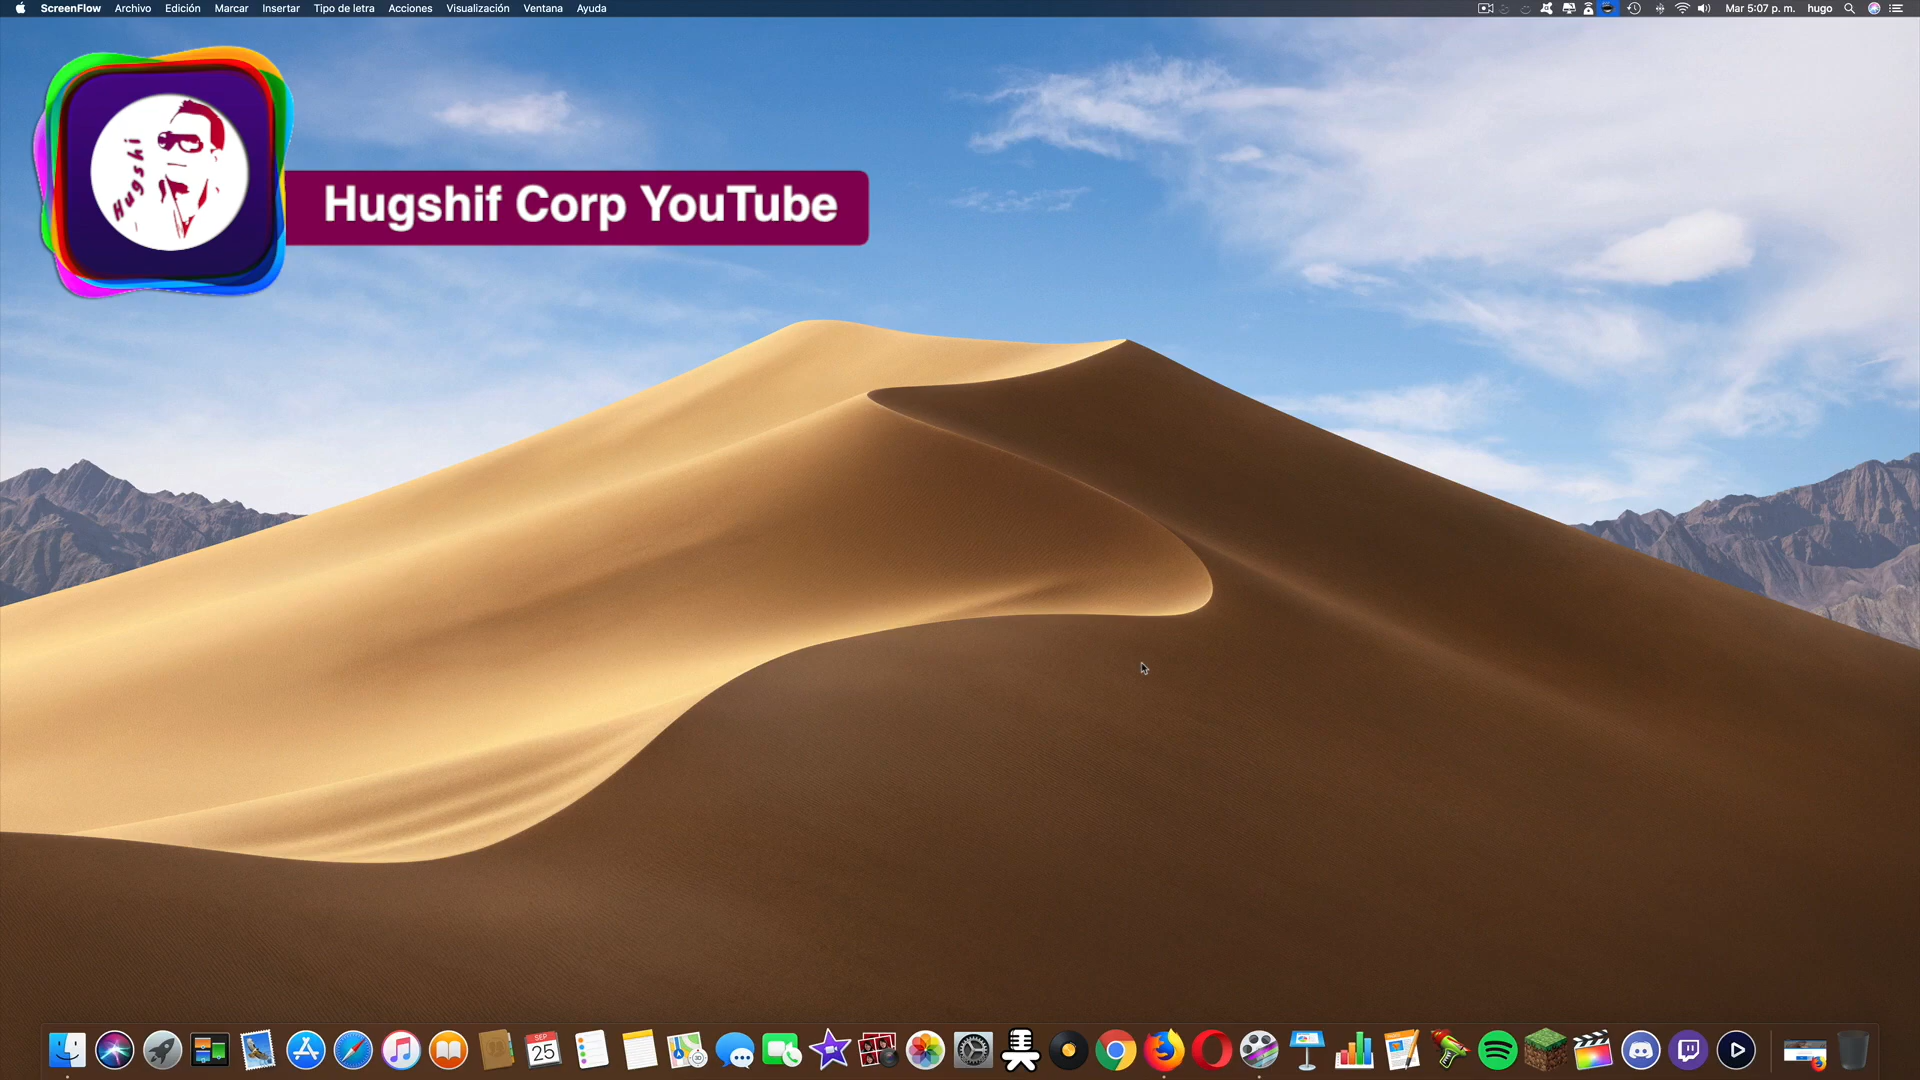 ScreenFlow Archivo Edición Marcar Insertar Tipo de letra Acciones Visualización Ventana Ayuda Mar 5:07 p. m. hugo
Hugshi
Hugshif Corp YouTube
SEP
25